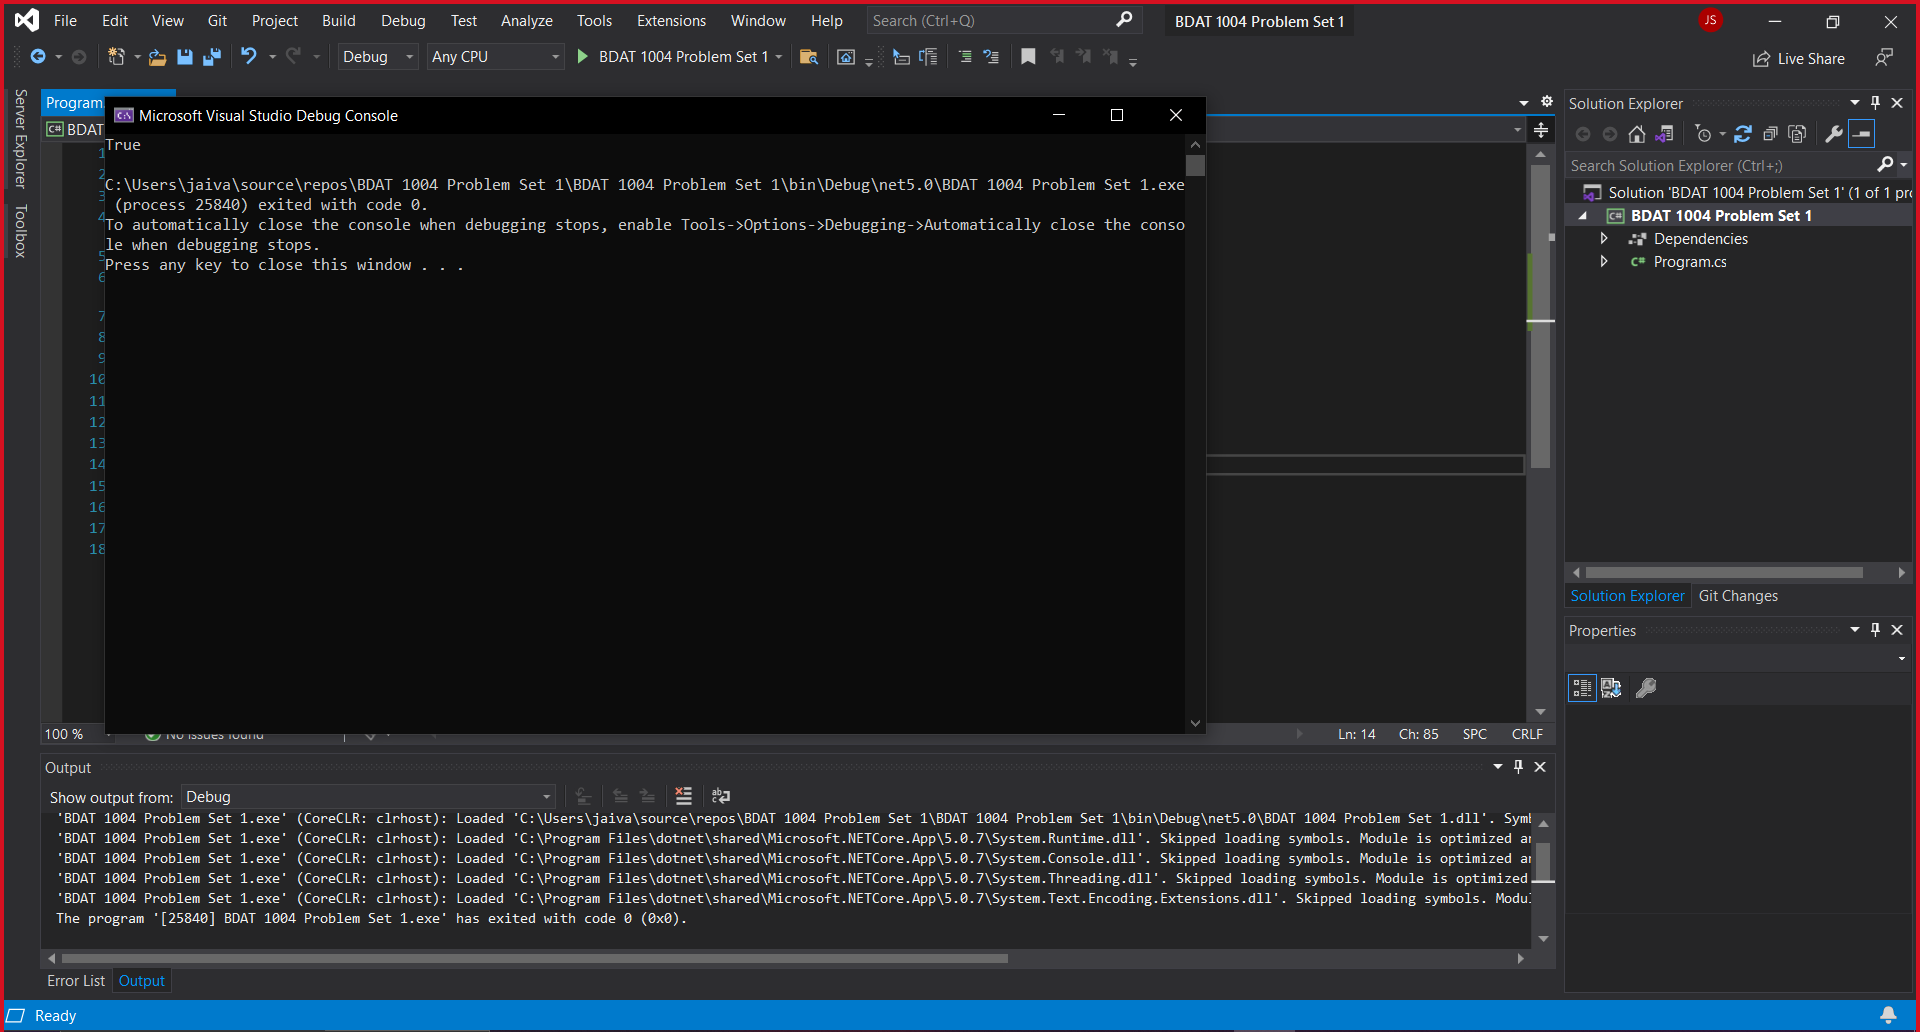 File Edit View Git Project Build Debug Test Analyze Tools Extensions Window Help Search (Ctrl+Q) BDAT 1004 Problem Set 1 JS
Debug Any CPU BDAT 1004 Problem Set 1 Live Share
Server Explorer
Toolbox
Program.
C# BDAT
Microsoft Visual Studio Debug Console
True
C:\Users\jaiva\source\repos\BDAT 1004 Problem Set 1\BDAT 1004 Problem Set 1\bin\Debug\net5.0\BDAT 1004 Problem Set 1.exe
(process 25840) exited with code 0.
To automatically close the console when debugging stops, enable Tools->Options->Debugging->Automatically close the conso
le when debugging stops.
Press any key to close this window . . .
1
2
3
4
5
6
7
8
9
10
11
12
13
14
15
16
17
18
100 % No issues found Ln: 14 Ch: 85 SPC CRLF
Solution Explorer
Search Solution Explorer (Ctrl+;)
Solution 'BDAT 1004 Problem Set 1' (1 of 1 pro
C# BDAT 1004 Problem Set 1
Dependencies
C# Program.cs
Solution Explorer Git Changes
Properties
Output
Show output from: Debug
'BDAT 1004 Problem Set 1.exe' (CoreCLR: clrhost): Loaded 'C:\Users\jaiva\source\repos\BDAT 1004 Problem Set 1\BDAT 1004 Problem Set 1\bin\Debug\net5.0\BDAT 1004 Problem Set 1.dll'. Symb
'BDAT 1004 Problem Set 1.exe' (CoreCLR: clrhost): Loaded 'C:\Program Files\dotnet\shared\Microsoft.NETCore.App\5.0.7\System.Runtime.dll'. Skipped loading symbols. Module is optimized an
'BDAT 1004 Problem Set 1.exe' (CoreCLR: clrhost): Loaded 'C:\Program Files\dotnet\shared\Microsoft.NETCore.App\5.0.7\System.Console.dll'. Skipped loading symbols. Module is optimized an
'BDAT 1004 Problem Set 1.exe' (CoreCLR: clrhost): Loaded 'C:\Program Files\dotnet\shared\Microsoft.NETCore.App\5.0.7\System.Threading.dll'. Skipped loading symbols. Module is optimized
'BDAT 1004 Problem Set 1.exe' (CoreCLR: clrhost): Loaded 'C:\Program Files\dotnet\shared\Microsoft.NETCore.App\5.0.7\System.Text.Encoding.Extensions.dll'. Skipped loading symbols. Modul
The program '[25840] BDAT 1004 Problem Set 1.exe' has exited with code 0 (0x0).
Error List Output
Ready